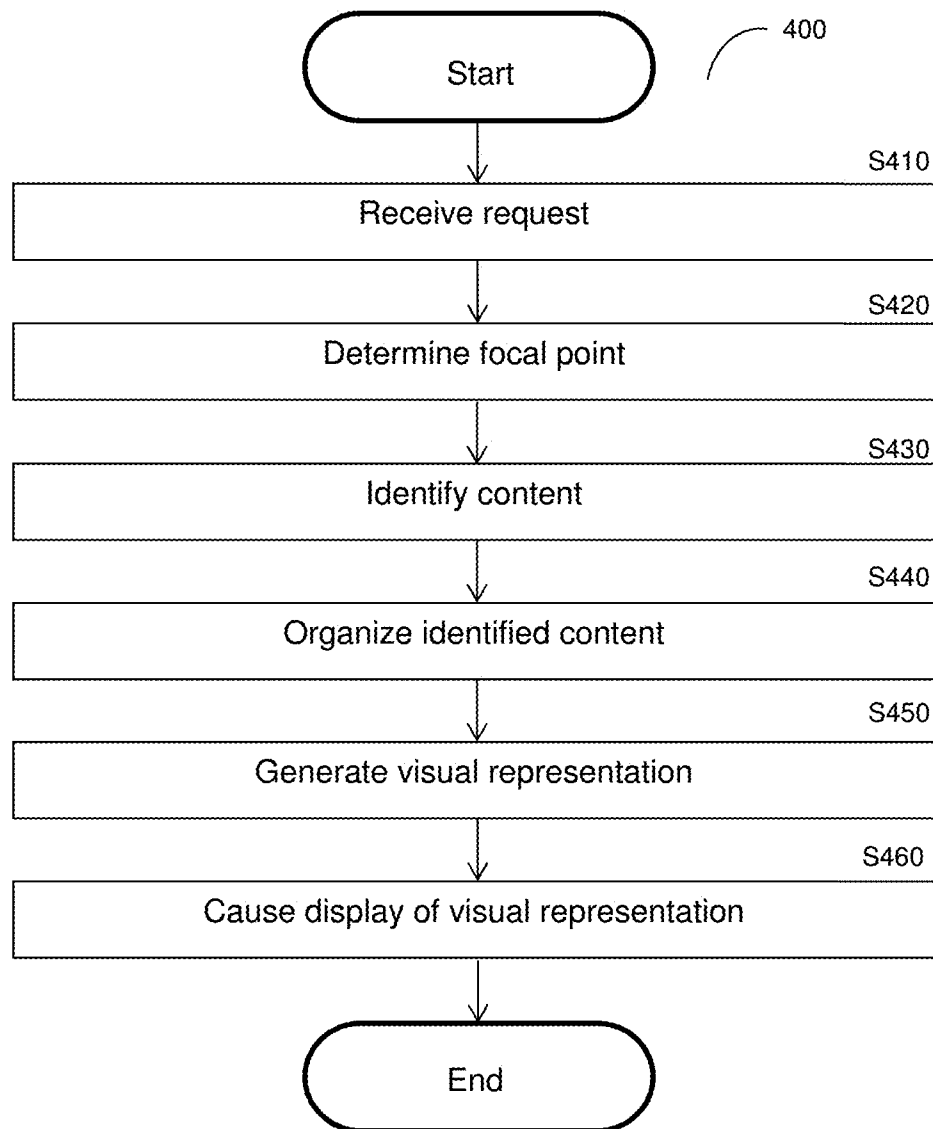 400
Start
S410
Receive request
S420
Determine focal point
S430
Identify content
S440
Organize identified content
S450
Generate visual representation
S460
Cause display of visual representation
End